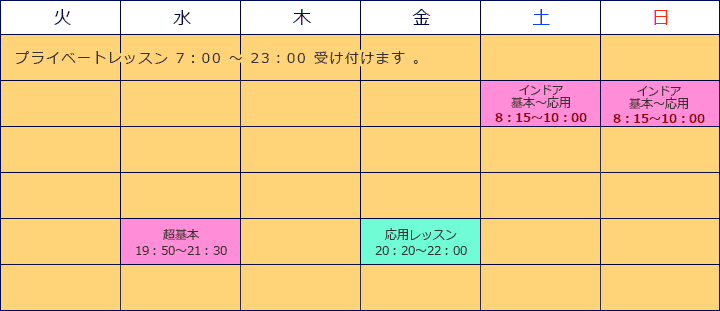 火 水 木 金 土 日
プライベートレッスン 7：00 ～ 23：00 受け付けます 。
インドア インドア
基本～応用 基本～応用
8：15～10：00 8：15～10：00
超基本 応用レッスン
19：50～21：30 20：20～22：00